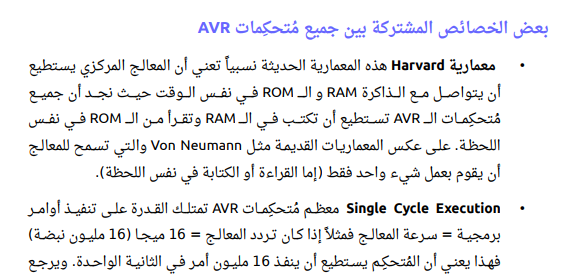 بعض الخصائص المشتركة بين جميع مُتحكِمات AVR
• معمارية Harvard هذه المعمارية الحديثة نسبياً تعني أن المعالج المركزي يستطيع
أن يتواصل مع الذاكرة RAM و الـ ROM في نفس الوقت حيث نجد أن جميع
مُتحكِمات الـ AVR تستطيع أن تكتب في الـ RAM وتقرأ من الـ ROM في نفس
اللحظة. على عكس المعماريات القديمة مثل Von Neumann والتي تسمح للمعالج
أن يقوم بعمل شيء واحد فقط (إما القراءة أو الكتابة في نفس اللحظة).
• Single Cycle Execution معظم مُتحكِمات AVR تمتلك القدرة على تنفيذ أوامر
برمجية = سرعة المعالج فمثلاً إذا كان تردد المعالج = 16 ميجا (16 مليون نبضة)
فهذا يعني أن المُتحكِم يستطيع أن ينفذ 16 مليون أمر في الثانية الواحدة. ويرجع